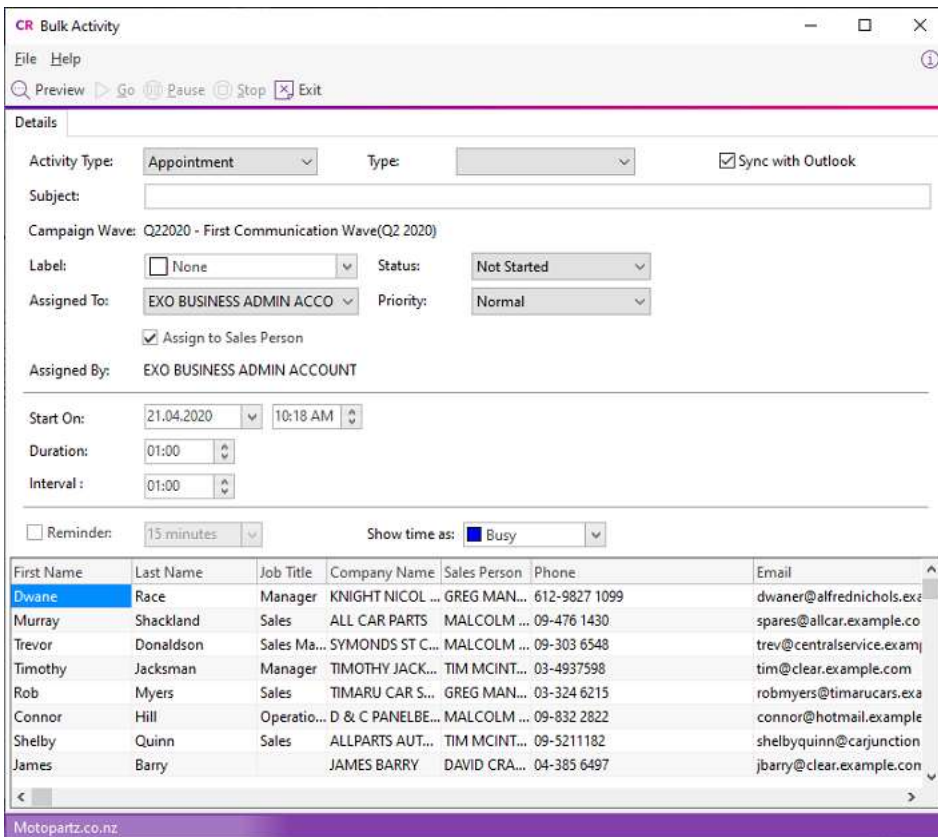 CR Bulk Activity
File Help
Preview Go Pause Stop Exit
Details
Activity Type: Appointment Type: Sync with Outlook
Subject:
Campaign Wave: Q22020 - First Communication Wave(Q2 2020)
Label: None Status: Not Started
Assigned To: EXO BUSINESS ADMIN ACCO Priority: Normal
Assign to Sales Person
Assigned By: EXO BUSINESS ADMIN ACCOUNT
Start On: 21.04.2020 10:18 AM
Duration: 01:00
Interval : 01:00
Reminder: 15 minutes Show time as: Busy
First Name Last Name Job Title Company Name Sales Person Phone Email
Dwane Race Manager KNIGHT NICOL ... GREG MAN... 612-9827 1099 dwaner@alfrednichols.exa
Murray Shackland Sales ALL CAR PARTS MALCOLM ... 09-476 1430 spares@allcar.example.co
Trevor Donaldson Sales Ma... SYMONDS ST C... MALCOLM ... 09-303 6548 trev@centralservice.exam
Timothy Jacksman Manager TIMOTHY JACK... TIM MCINT... 03-4937598 tim@clear.example.com
Rob Myers Sales TIMARU CAR S... GREG MAN... 03-324 6215 robmyers@timarucars.exa
Connor Hill Operatio... D & C PANELBE... MALCOLM ... 09-832 2822 connor@hotmail.example
Shelby Quinn Sales ALLPARTS AUT... TIM MCINT... 09-5211182 shelbyquinn@carjunction
James Barry JAMES BARRY DAVID CRA... 04-385 6497 jbarry@clear.example.com
Motopartz.co.nz